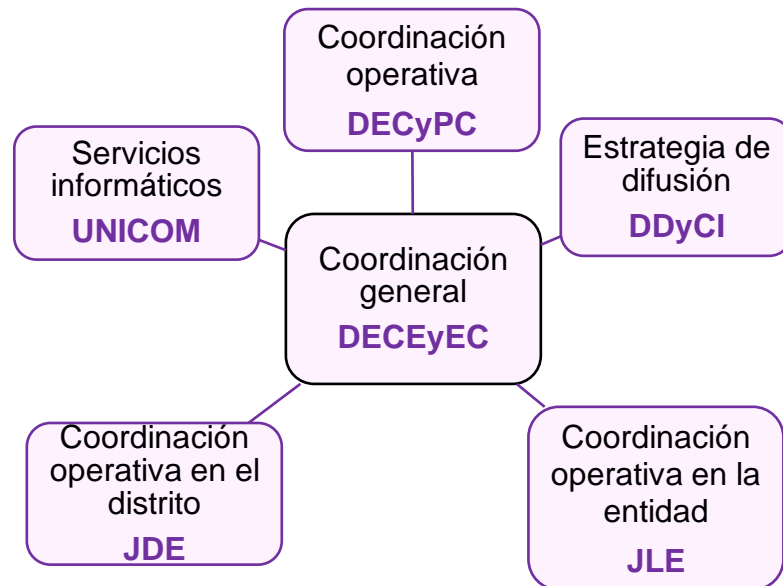 Coordinación
operativa
DECyPC
Servicios
informáticos
UNICOM
Estrategia de
difusión
DDyCI
Coordinación
general
DECEyEC
Coordinación
operativa en el
distrito
JDE
Coordinación
operativa en la
entidad
JLE